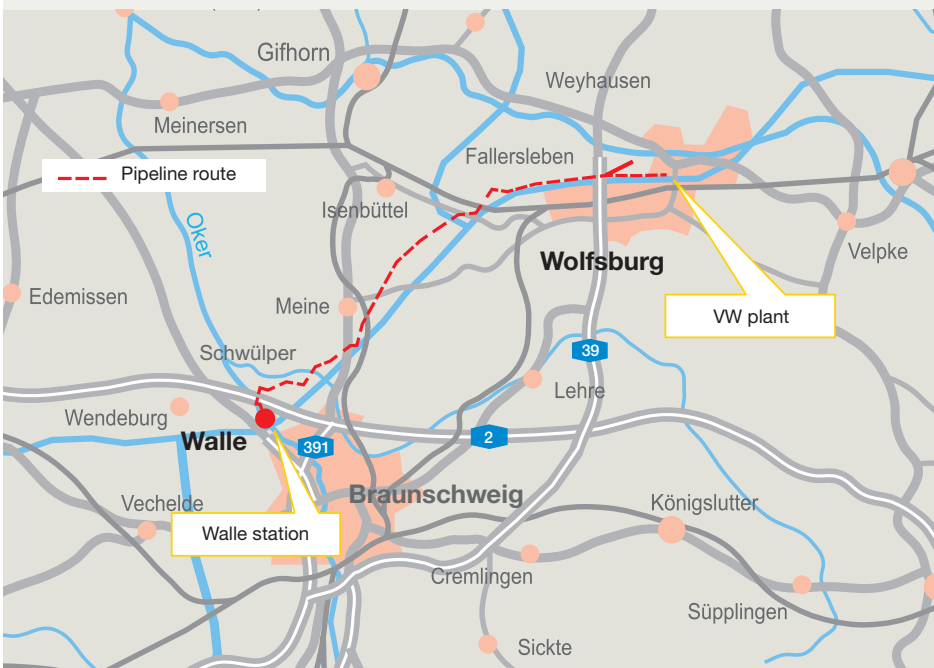 Gifhorn
Weyhausen
Meinersen
Fallersleben
Pipeline route
Isenbüttel
Oker
Velpke
Wolfsburg
Edemissen
Meine
VW plant
39
Schwülper
Lehre
Wendeburg
Walle
391
2
Braunschweig
Vechelde
Königslutter
Walle station
Cremlingen
Süpplingen
Sickte